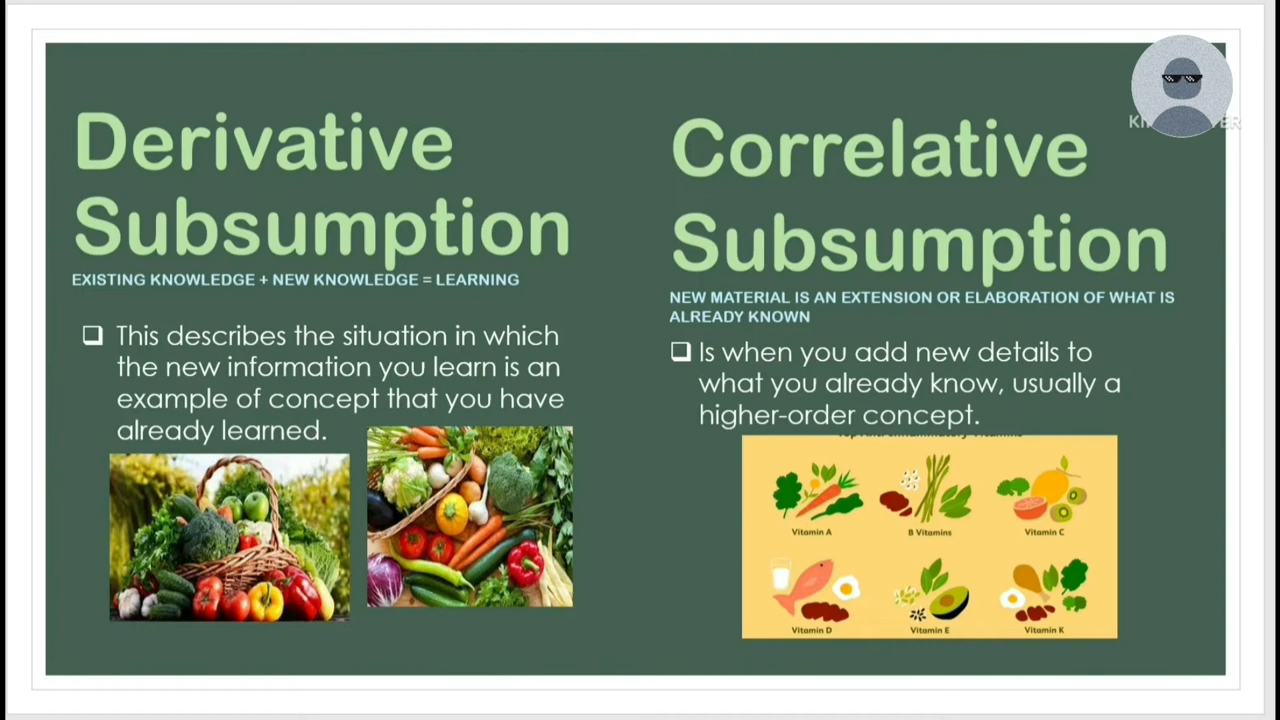 Derivative
Subsumption
EXISTING KNOWLEDGE + NEW KNOWLEDGE = LEARNING
❑ This describes the situation in which
the new information you learn is an
example of concept that you have
already learned.
Correlative
Subsumption
NEW MATERIAL IS AN EXTENSION OR ELABORATION OF WHAT IS
ALREADY KNOWN
❑ Is when you add new details to
what you already know, usually a
higher-order concept.
Vitamin A
B Vitamins
Vitamin C
Vitamin D
Vitamin E
Vitamin K